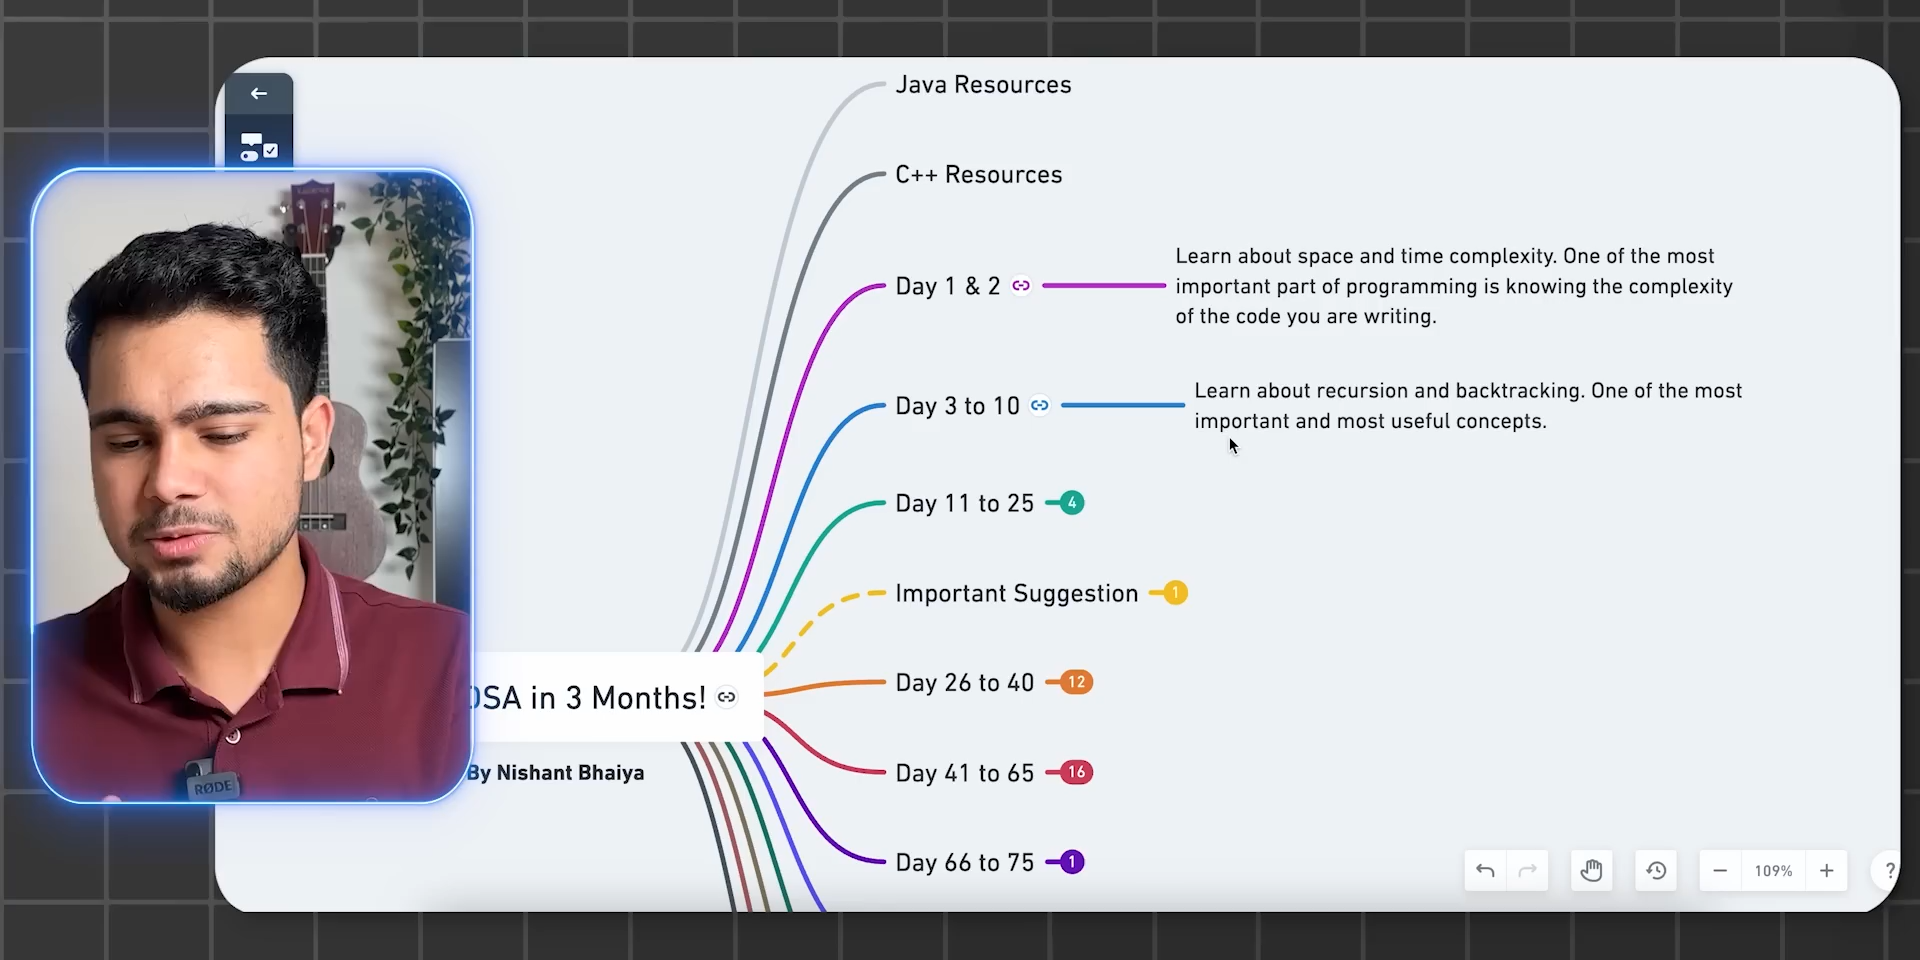 Java Resources
C++ Resources
Day 1 & 2
Learn about space and time complexity. One of the most
important part of programming is knowing the complexity
of the code you are writing.
Day 3 to 10
Learn about recursion and backtracking. One of the most
important and most useful concepts.
Day 11 to 25
4
Important Suggestion
1
DSA in 3 Months!
By Nishant Bhaiya
Day 26 to 40
12
Day 41 to 65
16
Day 66 to 75
1
109%
?
RØDE